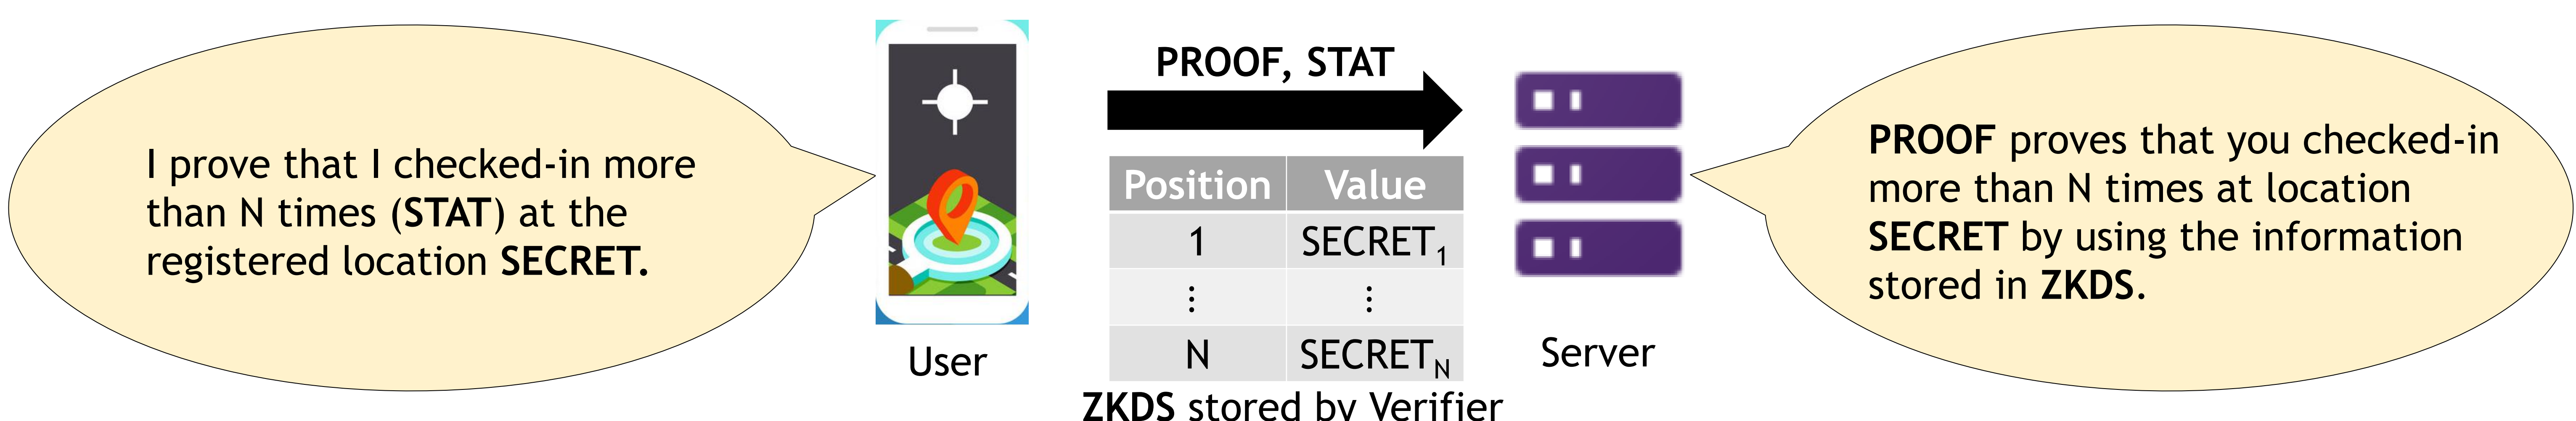 I prove that I checked-in more
than N times (STAT) at the
registered location SECRET.
User
PROOF, STAT
Position Value
1 SECRET₁
⋮ ⋮
N SECRET_N
ZKDS stored by Verifier
Server
PROOF proves that you checked-in
more than N times at location
SECRET by using the information
stored in ZKDS.